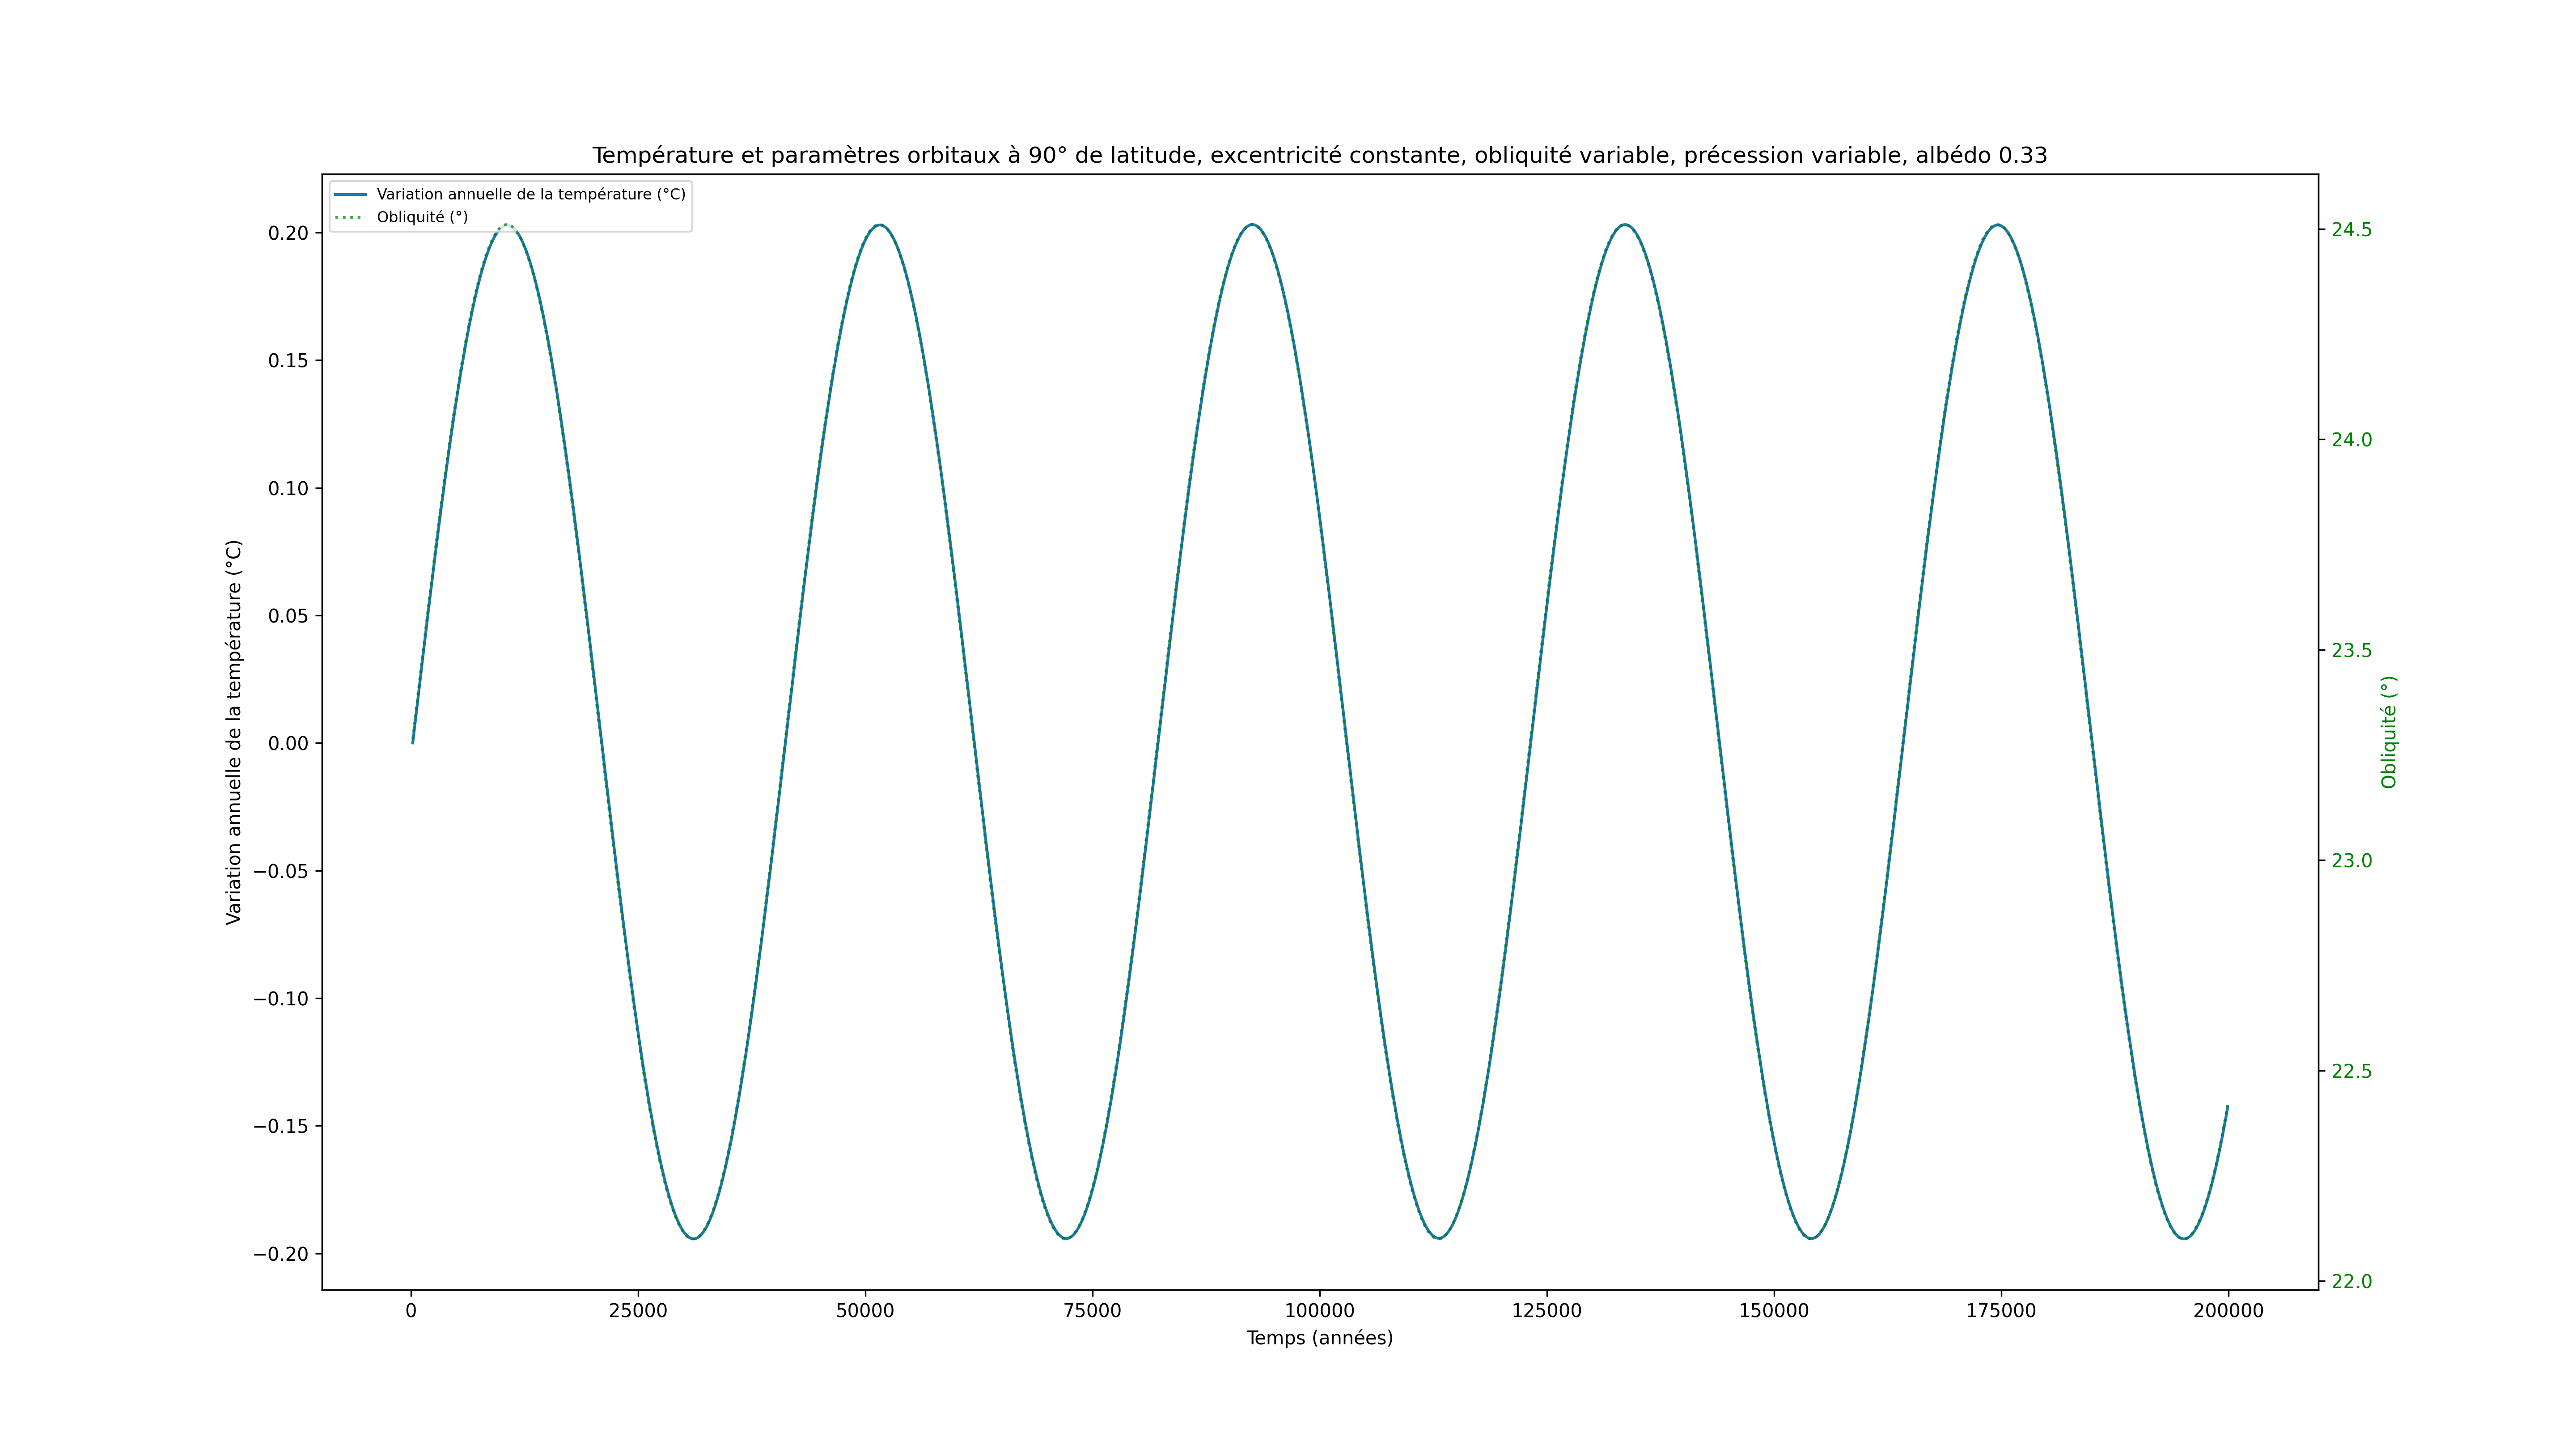 Température et paramètres orbitaux à 90° de latitude, excentricité constante, obliquité variable, précession variable, albédo 0.33
Variation annuelle de la température (°C)
Obliquité (°)
0.20
0.15
0.10
0.05
0.00
−0.05
−0.10
−0.15
−0.20
Variation annuelle de la température (°C)
24.5
24.0
23.5
23.0
22.5
22.0
Obliquité (°)
0 25000 50000 75000 100000 125000 150000 175000 200000
Temps (années)